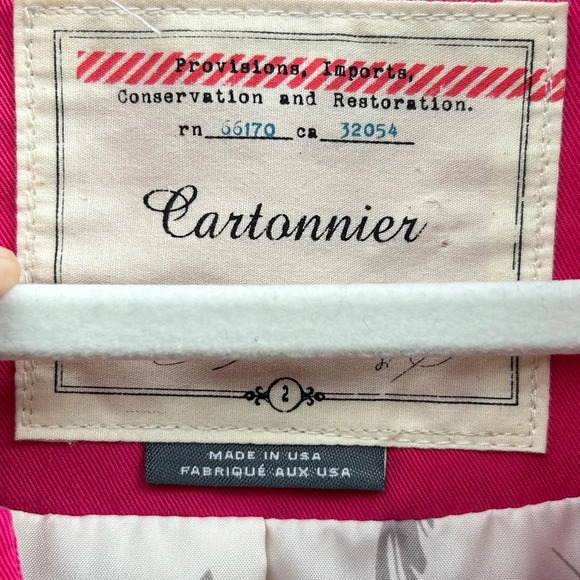 Provisions, Imports,
Conservation and Restoration.
rn 66170 ca 32054
Cartonnier
2
MADE IN USA
FABRIQUÉ AUX USA